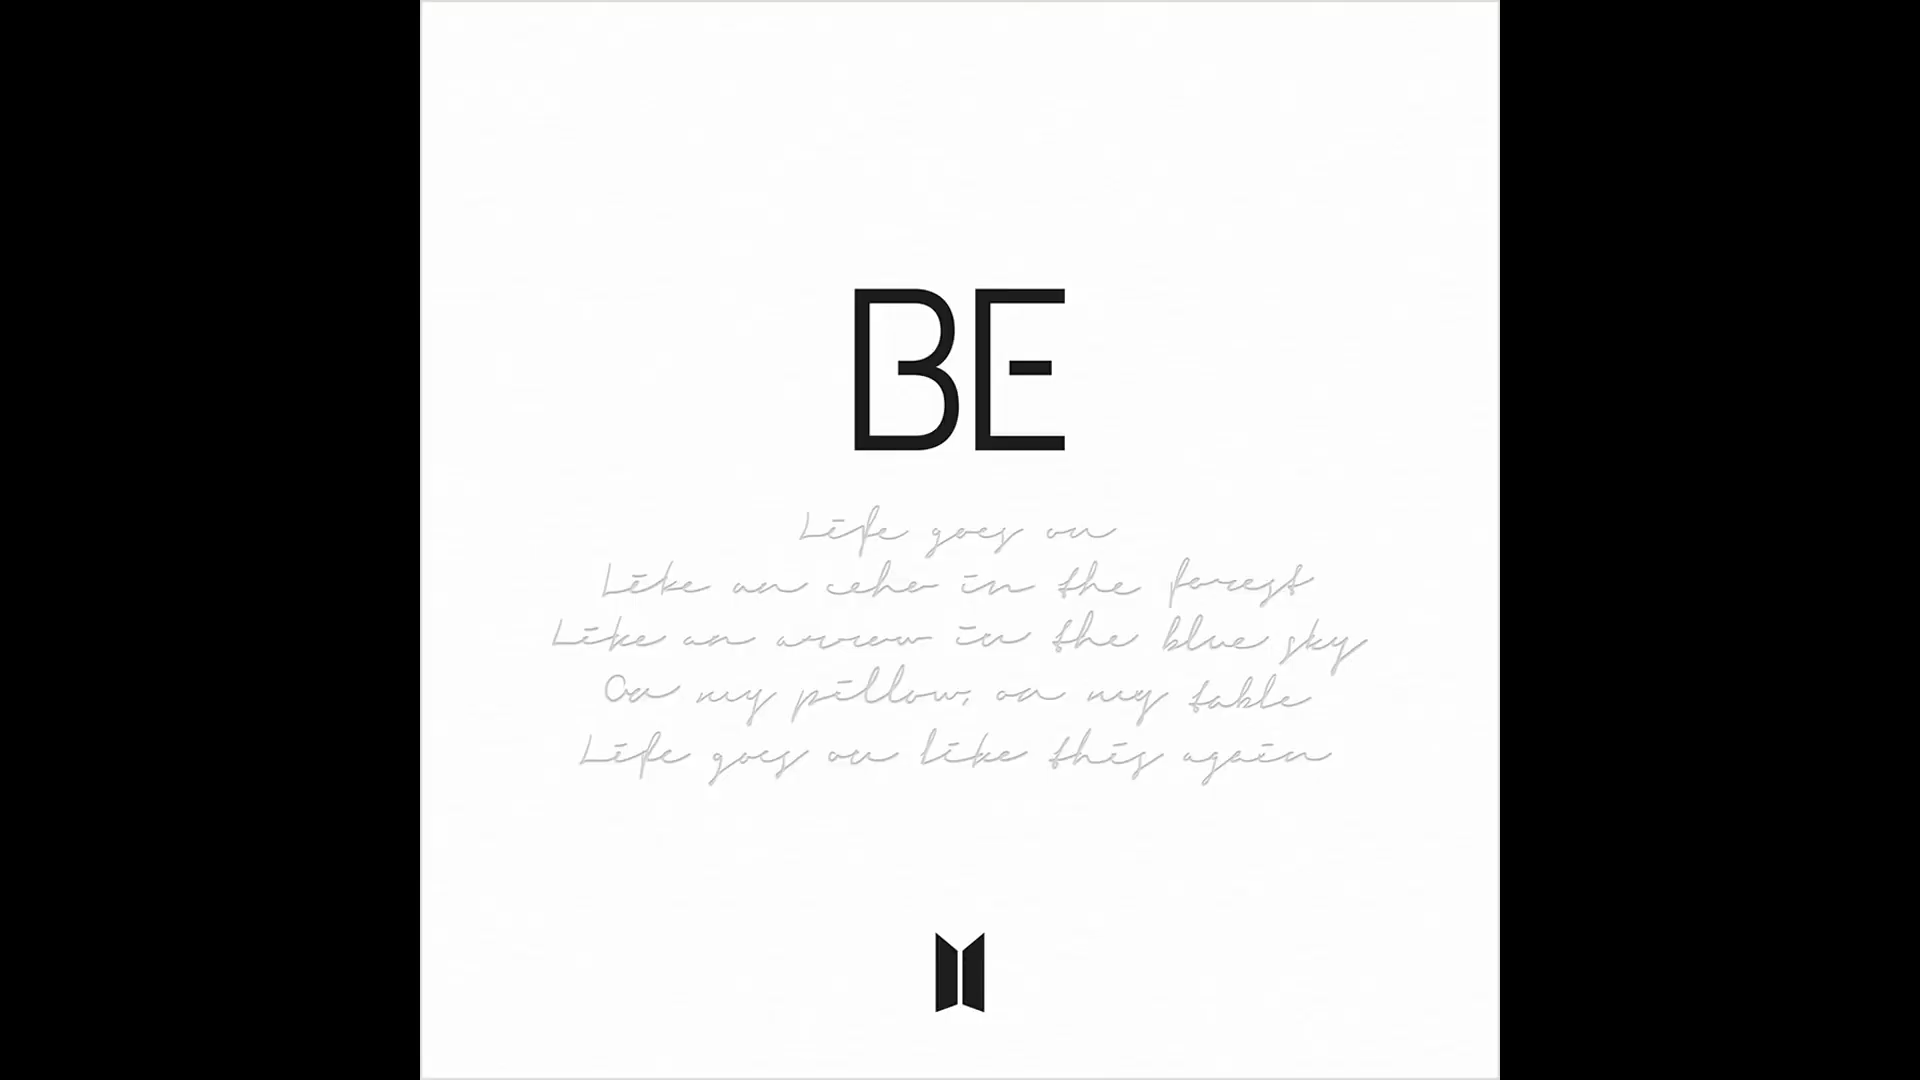 BE
Life goes on
Like an echo in the forest
Like an arrow in the blue sky
On my pillow, on my table
Life goes on like this again